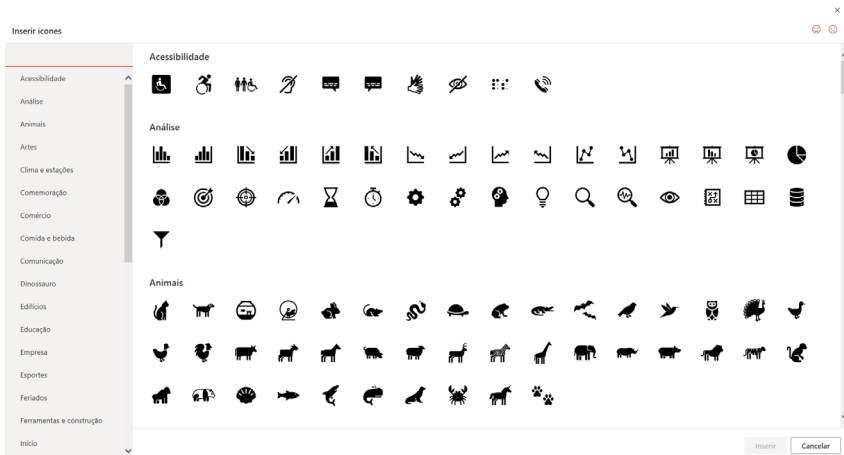 Inserir ícones
Acessibilidade
Análise
Animais
Artes
Clima e estações
Comemoração
Comércio
Comida e bebida
Comunicação
Dinossauro
Edifícios
Educação
Empresa
Esportes
Feriados
Ferramentas e construção
Início
Acessibilidade
Análise
Animais
Inserir
Cancelar